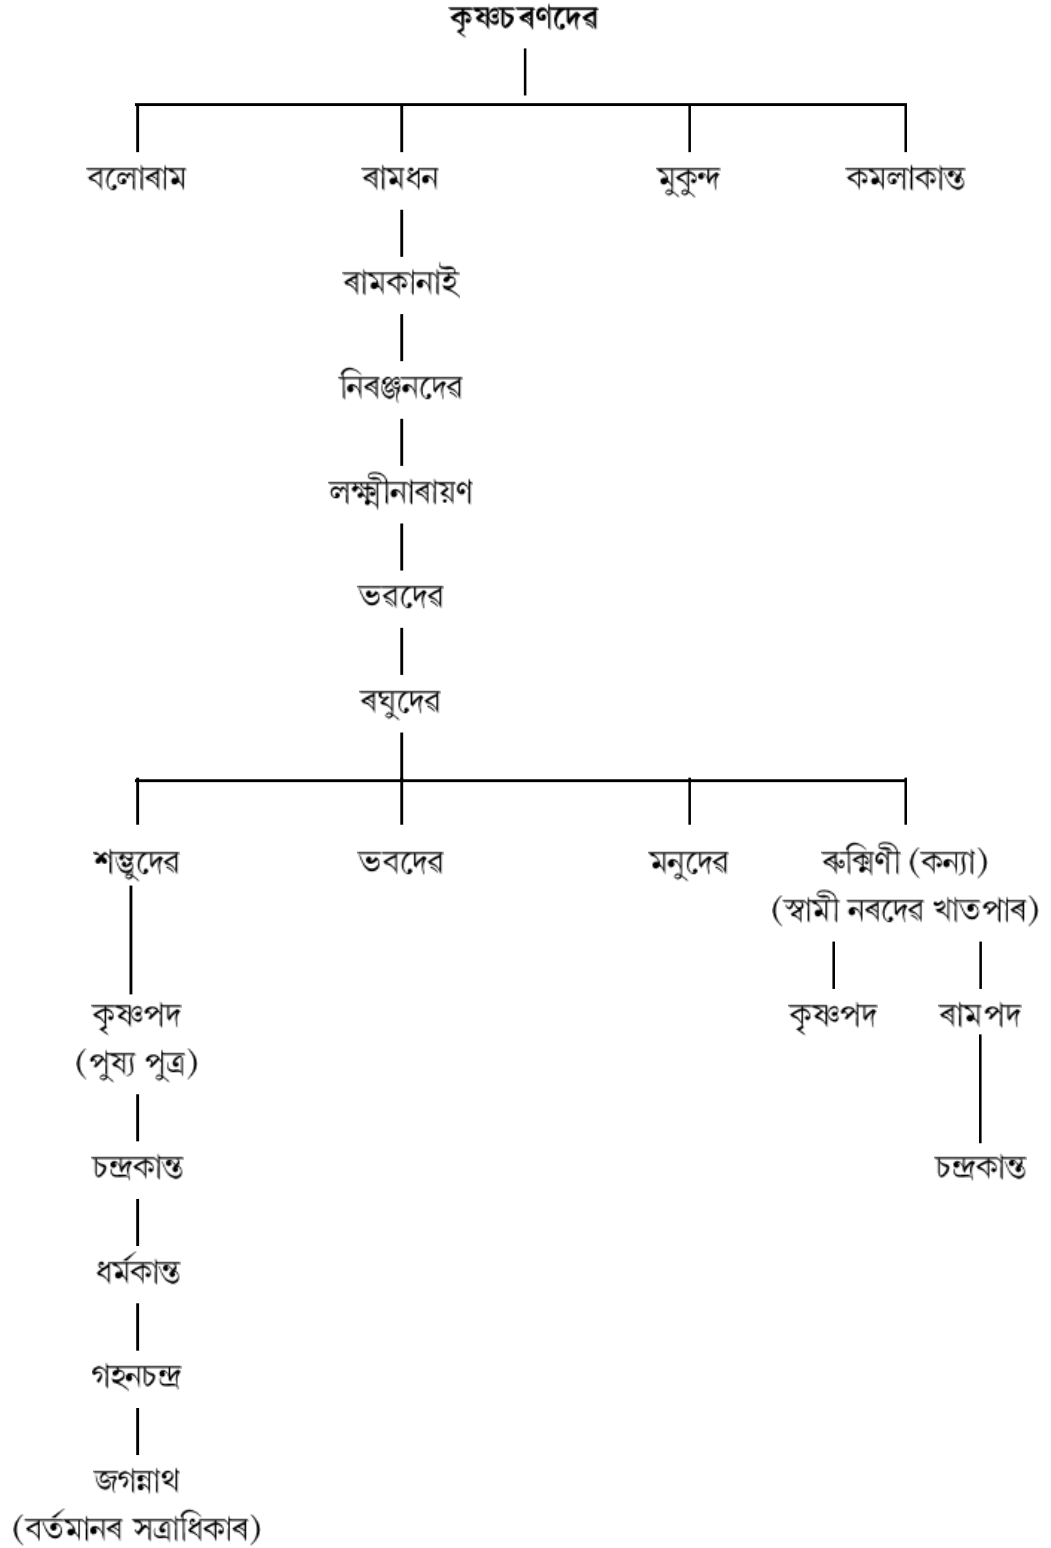 কৃষ্ণচৰণদেৱ
বলোৰাম ৰামধন মুকুন্দ কমলাকান্ত
ৰামকানাই
নিৰঞ্জনদেৱ
লক্ষ্মীনাৰায়ণ
ভৱদেৱ
ৰঘুদেৱ
শম্ভুদেৱ ভবদেৱ মনুদেৱ ৰুক্মিণী (কন্যা)
(স্বামী নৰদেৱ খাতপাৰ)
কৃষ্ণপদ কৃষ্ণপদ ৰামপদ
(পুষ্য পুত্ৰ)
চন্দ্ৰকান্ত চন্দ্ৰকান্ত
ধৰ্মকান্ত
গহনচন্দ্ৰ
জগন্নাথ
(বৰ্তমানৰ সত্ৰাধিকাৰ)